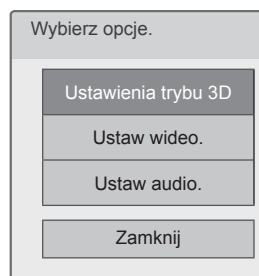 Wybierz opcje.
Ustawienia trybu 3D
Ustaw wideo.
Ustaw audio.
Zamknij